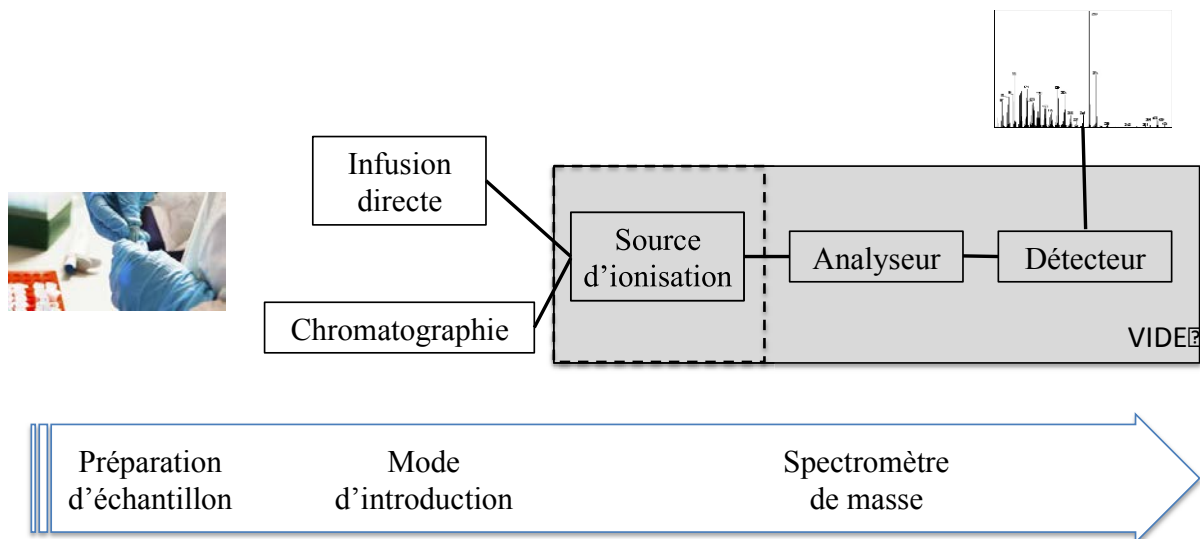 Infusion
directe
Chromatographie
Source
d’ionisation
Analyseur
Détecteur
VIDE
Préparation
d’échantillon
Mode
d’introduction
Spectromètre
de masse